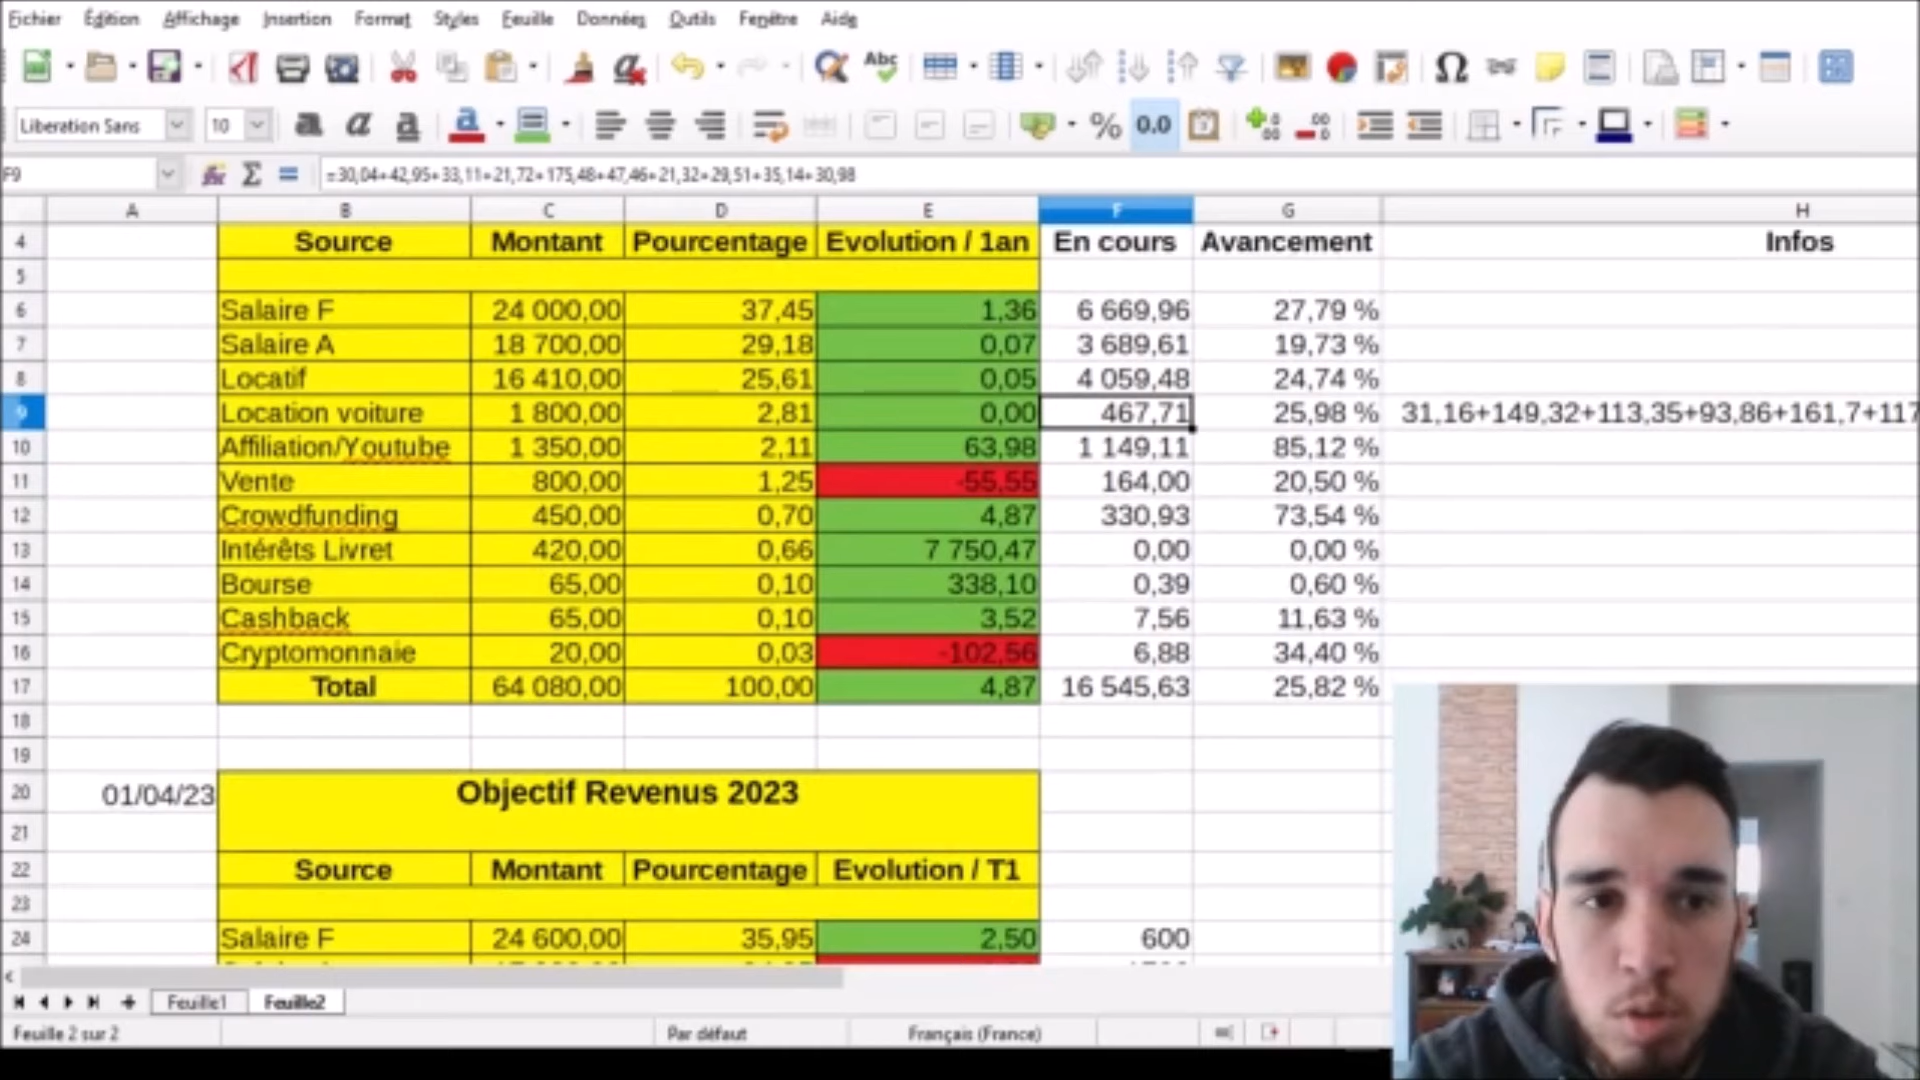 Fichier Édition Affichage Insertion Format Styles Feuille Données Outils Fenêtre Aide
Abc
Liberation Sans 10 a a a a % 0.0
F9 =30,04+42,95+33,11+21,72+175,48+47,46+21,32+29,51+35,14+30,98
A B C D E F G H
4 Source Montant Pourcentage Evolution / 1an En cours Avancement Infos
5
6 Salaire F 24 000,00 37,45 1,36 6 669,96 27,79 %
7 Salaire A 18 700,00 29,18 0,07 3 689,61 19,73 %
8 Locatif 16 410,00 25,61 0,05 4 059,48 24,74 %
9 Location voiture 1 800,00 2,81 0,00 467,71 25,98 % 31,16+149,32+113,35+93,86+161,7+117
10 Affiliation/Youtube 1 350,00 2,11 63,98 1 149,11 85,12 %
11 Vente 800,00 1,25 -55,55 164,00 20,50 %
12 Crowdfunding 450,00 0,70 4,87 330,93 73,54 %
13 Intérêts Livret 420,00 0,66 7 750,47 0,00 0,00 %
14 Bourse 65,00 0,10 338,10 0,39 0,60 %
15 Cashback 65,00 0,10 3,52 7,56 11,63 %
16 Cryptomonnaie 20,00 0,03 -102,56 6,88 34,40 %
17 Total 64 080,00 100,00 4,87 16 545,63 25,82 %
18
19
20 01/04/23 Objectif Revenus 2023
21
22 Source Montant Pourcentage Evolution / T1
23
24 Salaire F 24 600,00 35,95 2,50 600
Feuille1 Feuille2
Feuille 2 sur 2 Par défaut Français (France)